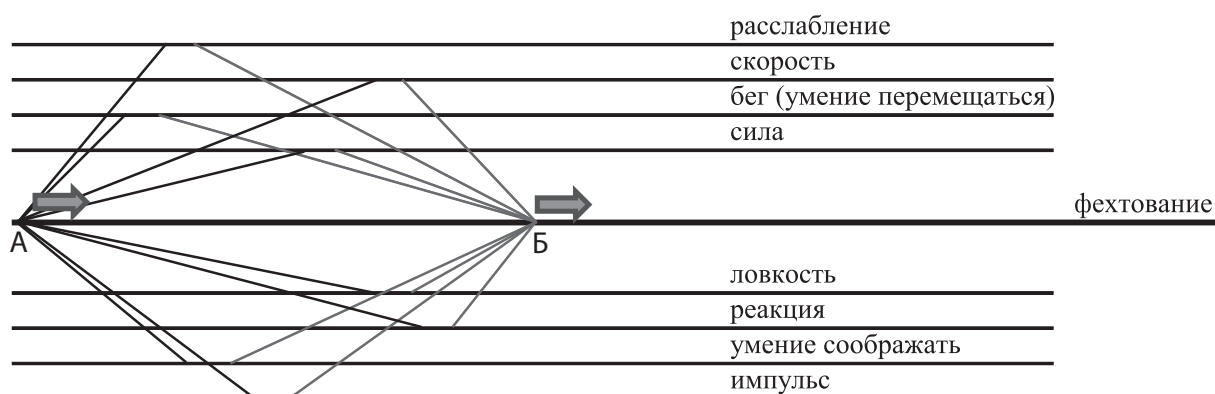 расслабление
скорость
бег (умение перемещаться)
сила
фехтование
А
Б
ловкость
реакция
умение соображать
импульс